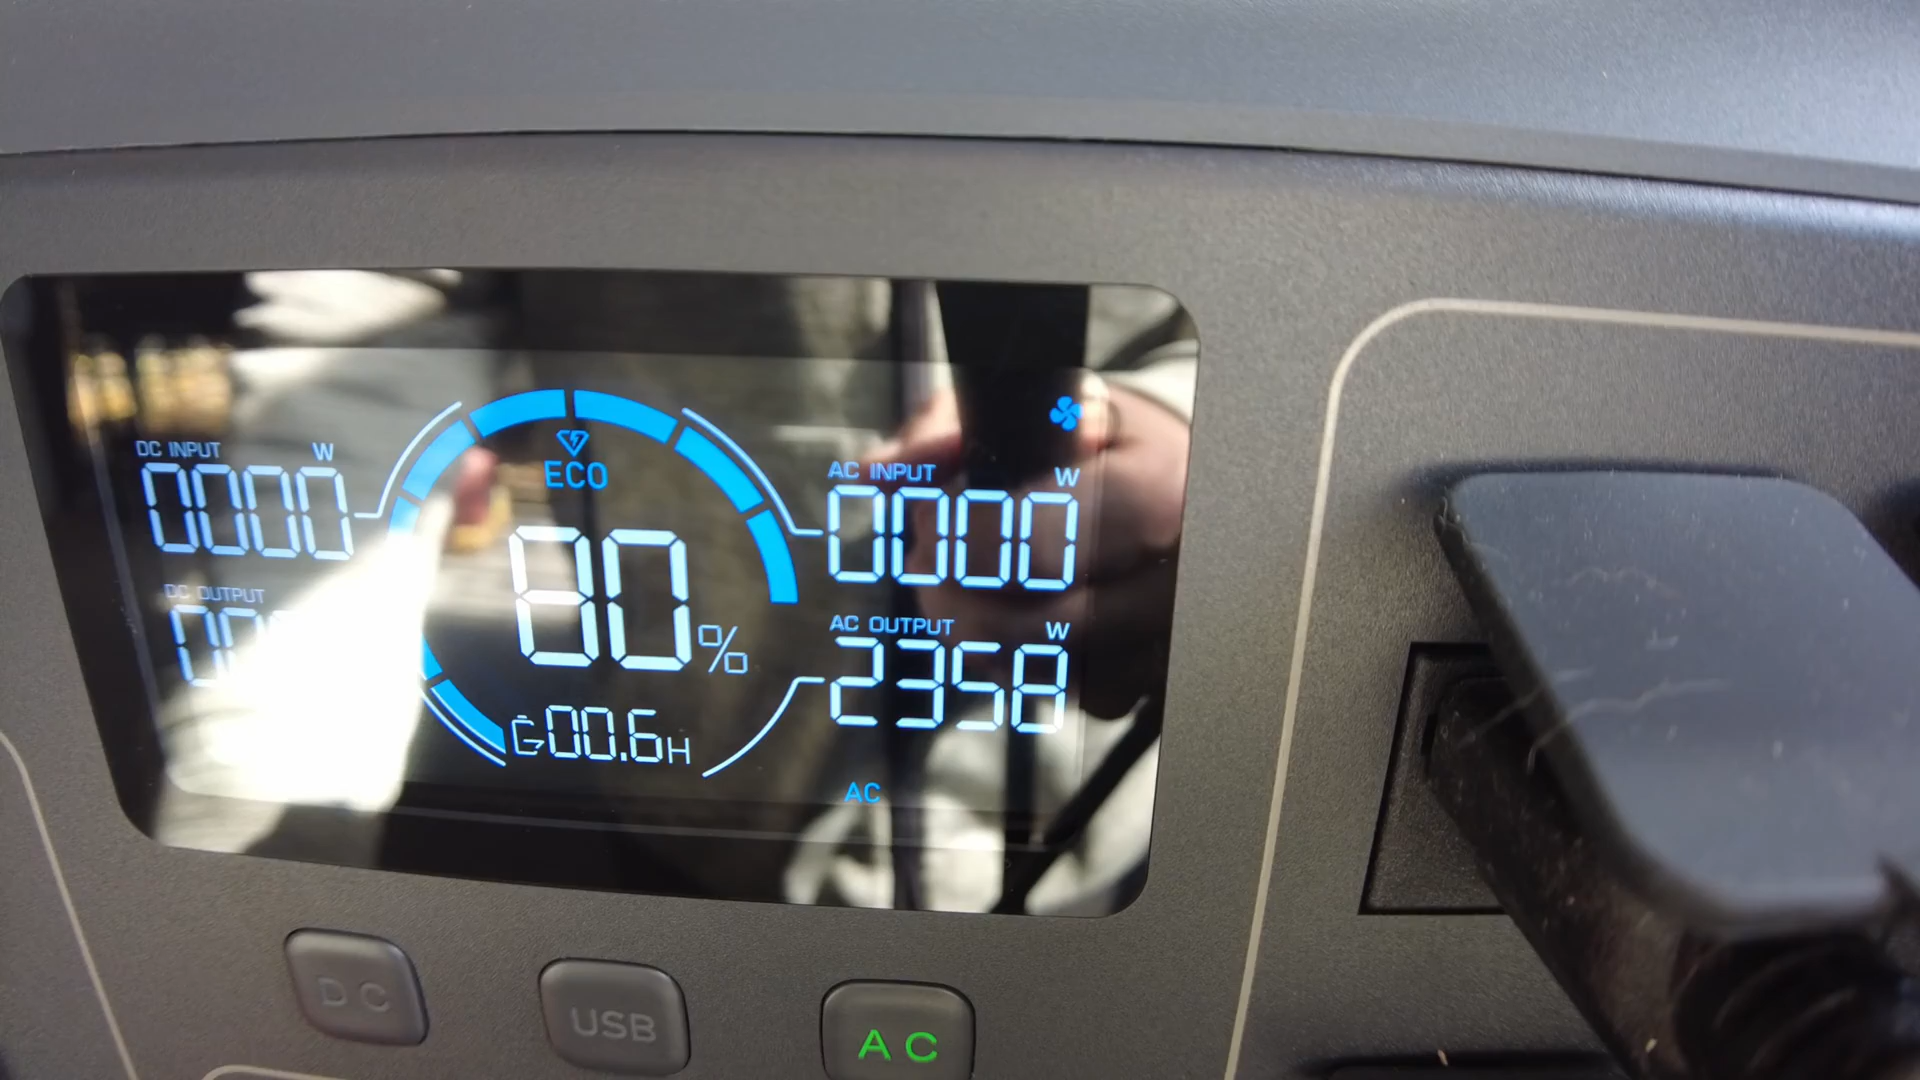 DC INPUT W
0000
ECO
80%
00.6H
DC OUTPUT
AC INPUT W
0000
AC OUTPUT W
2358
AC
DC
USB
AC